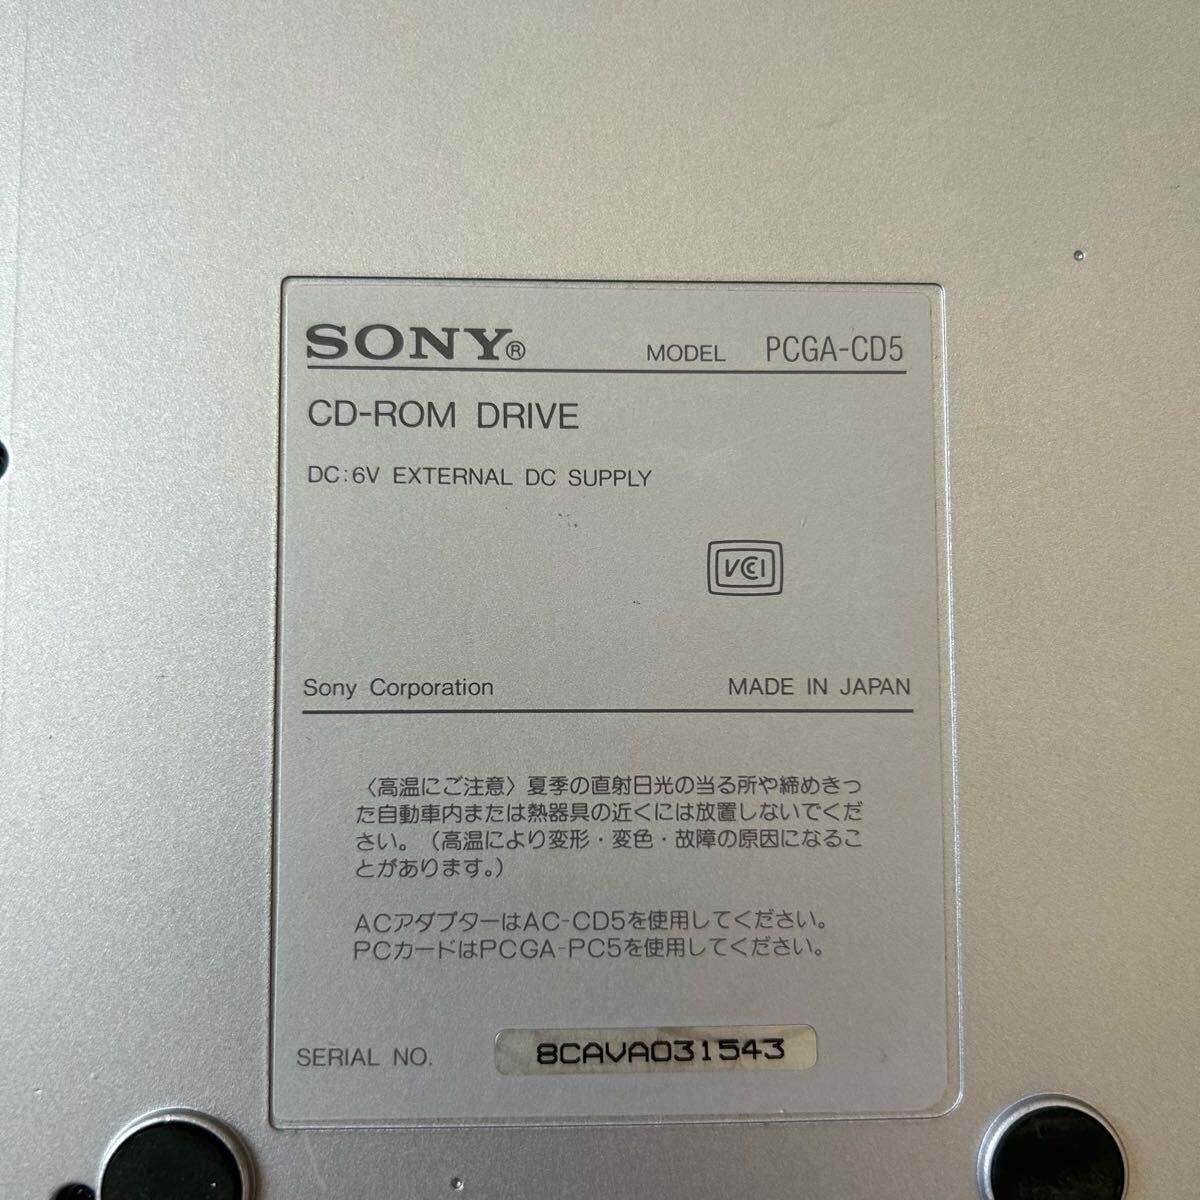 SONY® MODEL PCGA-CD5
CD-ROM DRIVE
DC:6V EXTERNAL DC SUPPLY
VCCI
Sony Corporation MADE IN JAPAN
〈高温にご注意〉夏季の直射日光の当る所や締めきっ
た自動車内または熱器具の近くには放置しないでくだ
さい。（高温により変形・変色・故障の原因になるこ
とがあります。）
ACアダプターはAC-CD5を使用してください。
PCカードはPCGA-PC5を使用してください。
SERIAL NO. 8CAVA031543